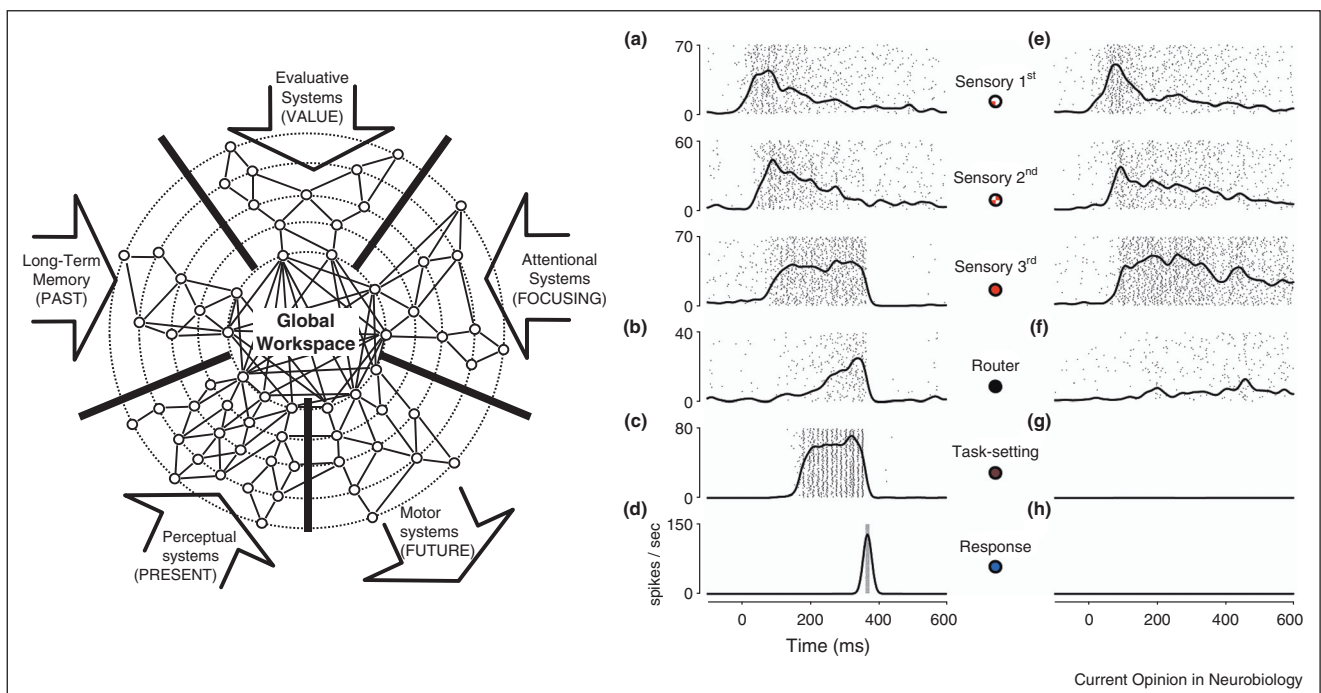 Evaluative
Systems
(VALUE)
Long-Term
Memory
(PAST)
Attentional
Systems
(FOCUSING)
Global
Workspace
Perceptual
systems
(PRESENT)
Motor
systems
(FUTURE)
(a)
70
0
Sensory 1st
(e)
60
0
Sensory 2nd
70
0
Sensory 3rd
(b)
40
0
Router
(f)
(c)
80
0
Task-setting
(g)
(d)
150
0
spikes / sec
Response
(h)
0 200 400 600
Time (ms)
0 200 400 600
Current Opinion in Neurobiology